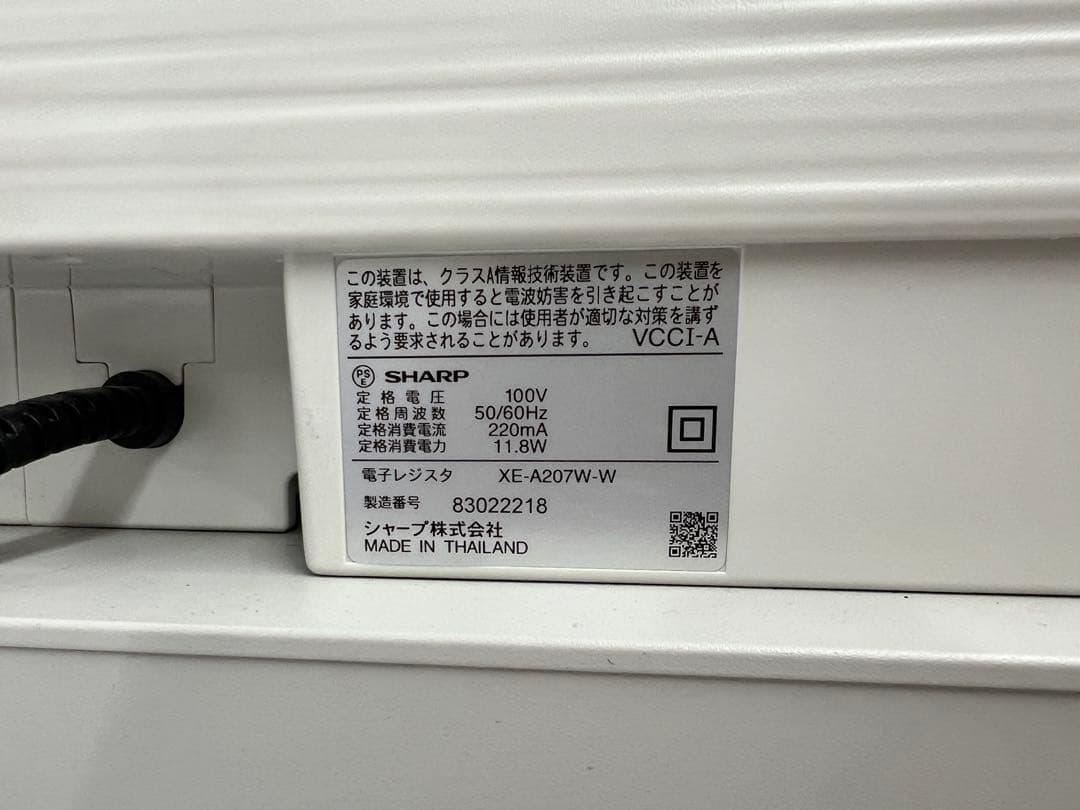 この装置は、クラスA情報技術装置です。この装置を
家庭環境で使用すると電波妨害を引き起こすことが
あります。この場合には使用者が適切な対策を講ず
るよう要求されることがあります。 VCCI-A
PSE SHARP
定格電圧 100V
定格周波数 50/60Hz
定格消費電流 220mA
定格消費電力 11.8W
電子レジスタ XE-A207W-W
製造番号 83022218
シャープ株式会社
MADE IN THAILAND